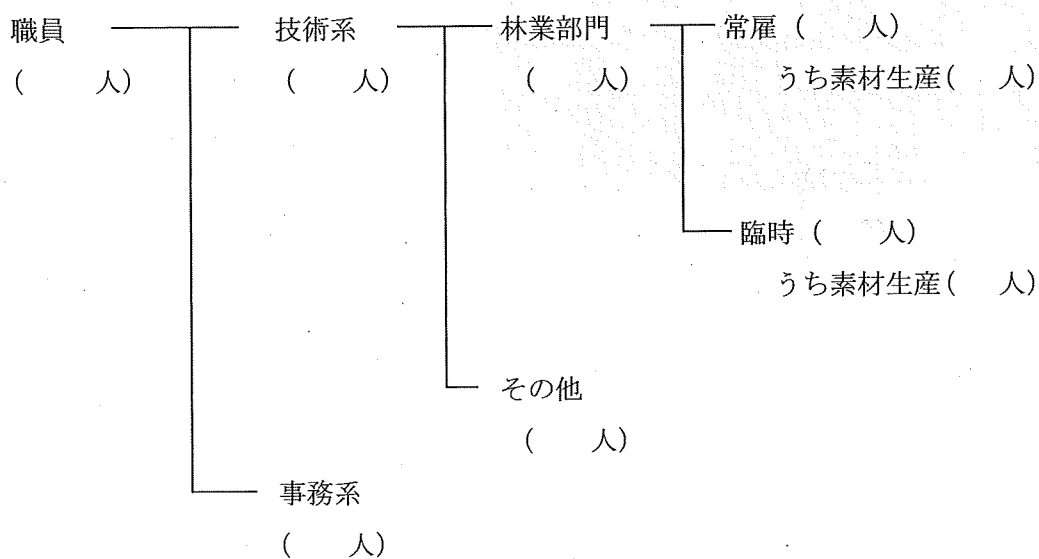 職員 技術系 林業部門 常雇（　　人）
（　　人） （　　人） （　　人） うち素材生産（　　人）
臨時（　　人）
うち素材生産（　　人）
その他
（　　人）
事務系
（　　人）